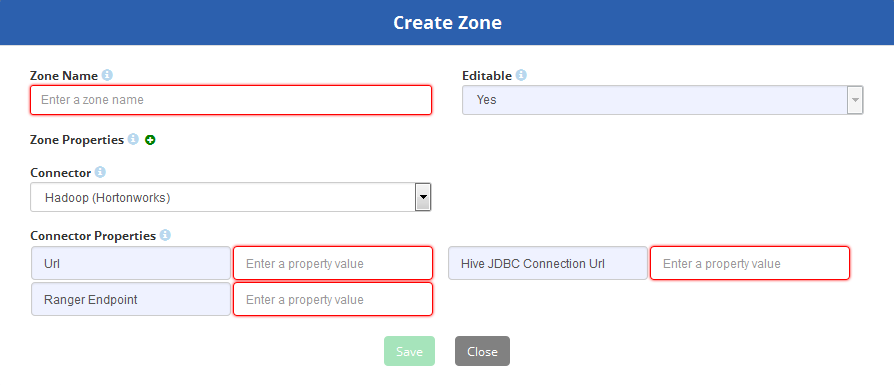 Create Zone
Zone Name
Editable
Enter a zone name
Yes
Zone Properties
Connector
Hadoop (Hortonworks)
Connector Properties
Url
Enter a property value
Hive JDBC Connection Url
Enter a property value
Ranger Endpoint
Enter a property value
Save
Close